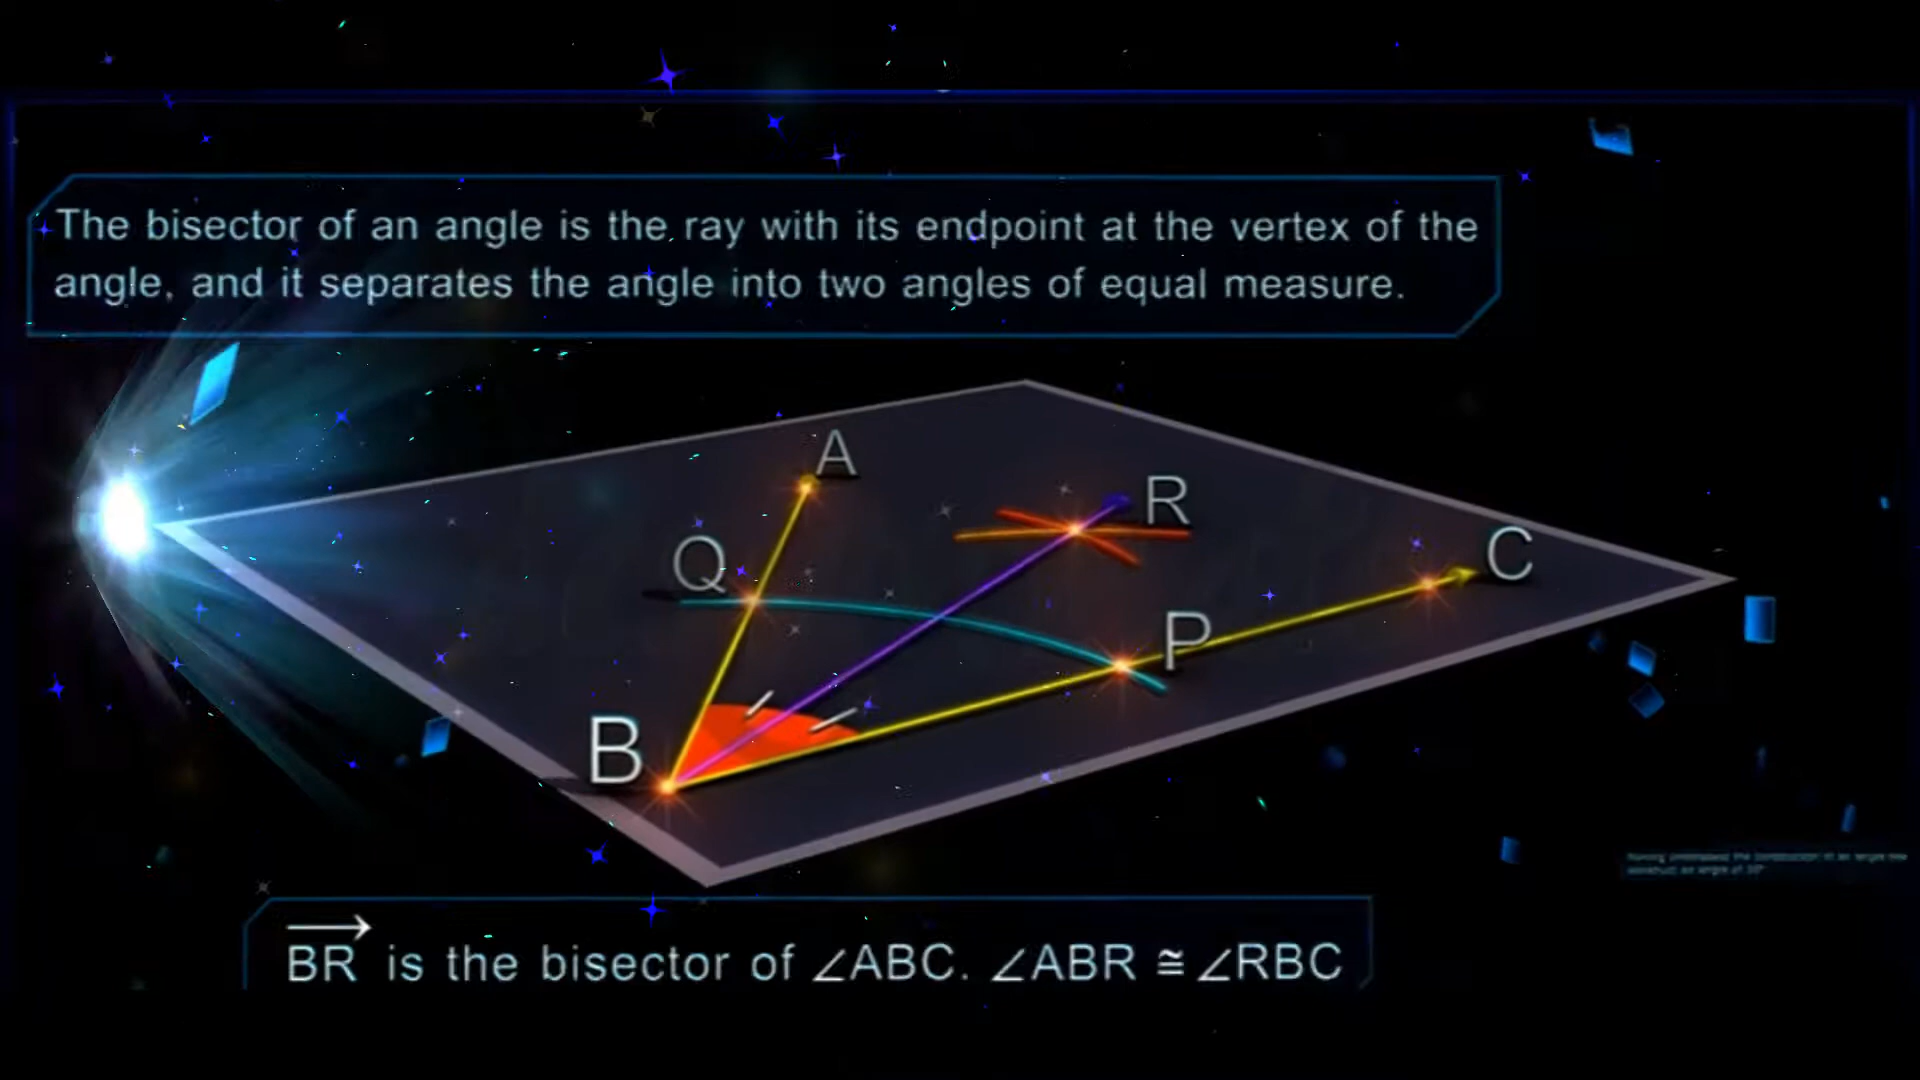 The bisector of an angle is the ray with its endpoint at the vertex of the
angle, and it separates the angle into two angles of equal measure.
A
R
Q
C
P
B
BR is the bisector of ∠ABC. ∠ABR ≅ ∠RBC